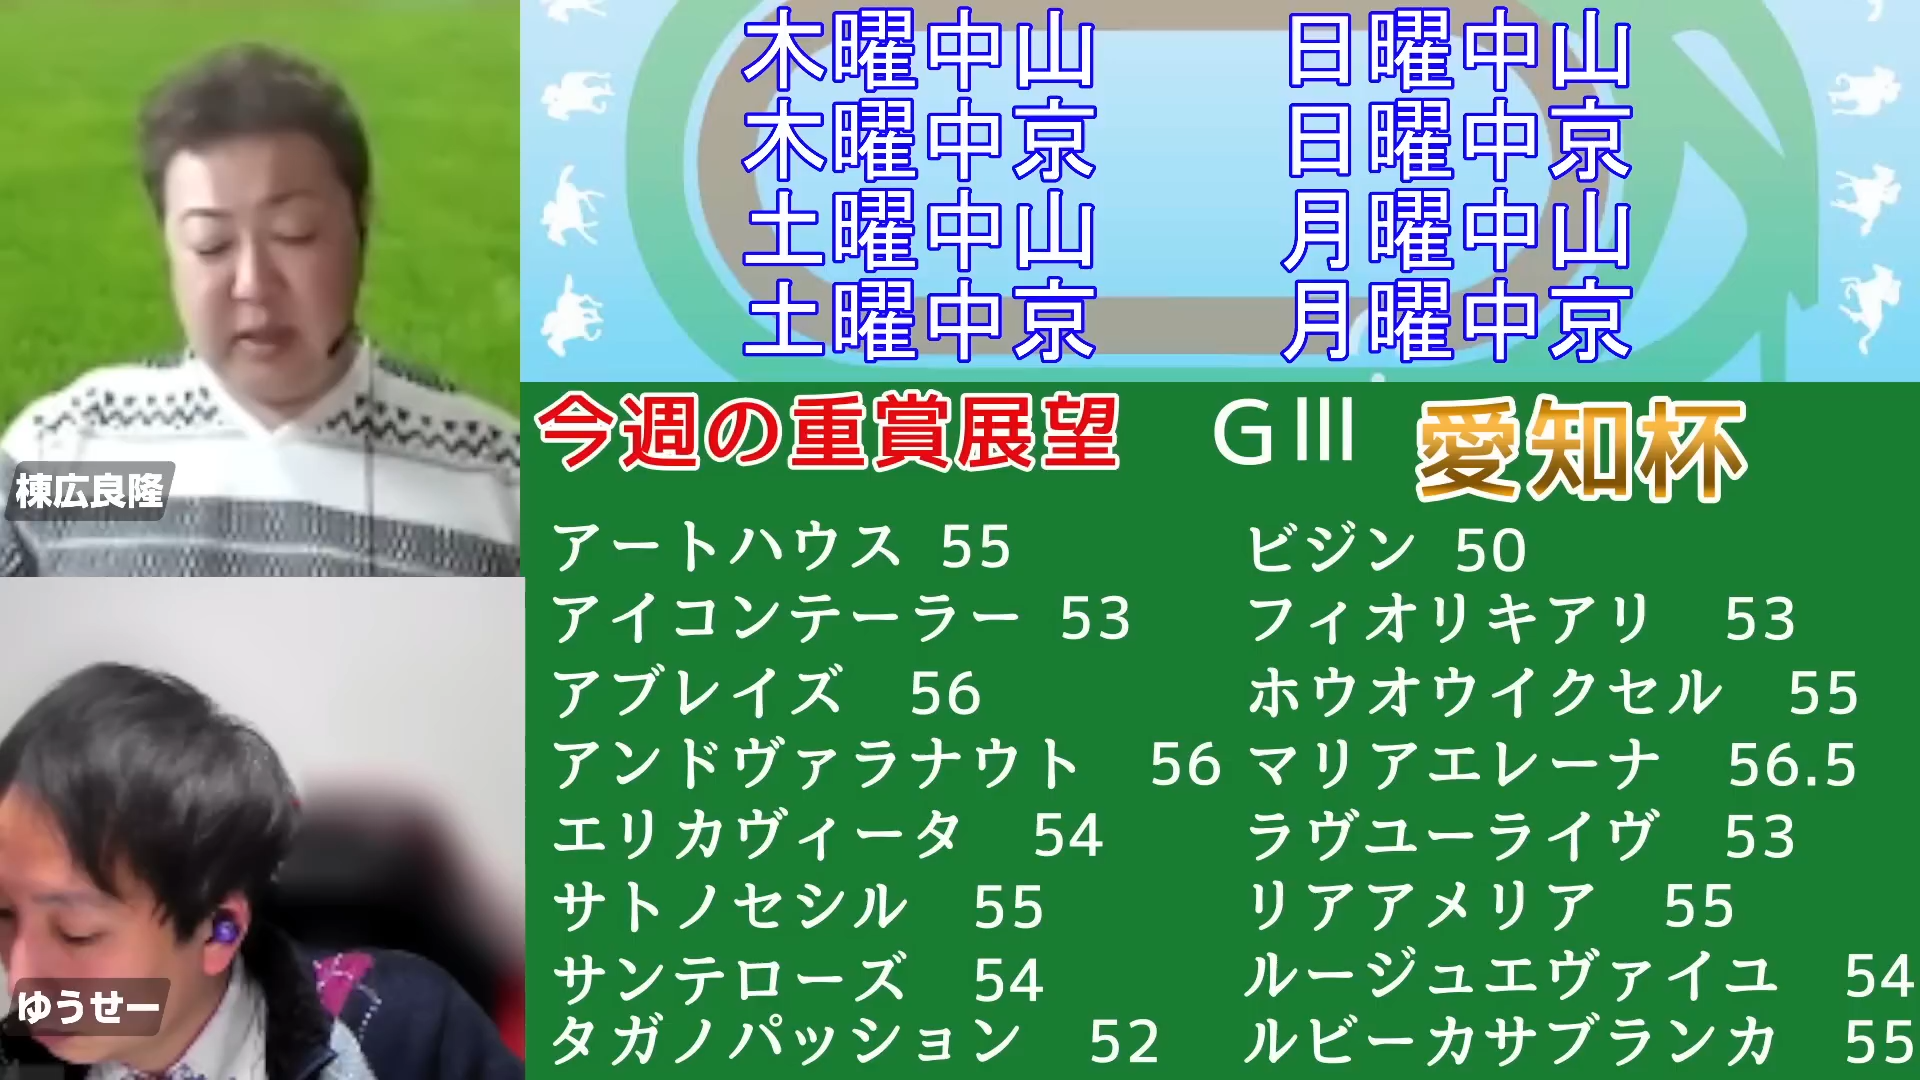 木曜中山
木曜中京
土曜中山
土曜中京
日曜中山
日曜中京
月曜中山
月曜中京
今週の重賞展望 GⅢ 愛知杯
アートハウス 55
アイコンテーラー 53
アブレイズ 56
アンドヴァラナウト 56
エリカヴィータ 54
サトノセシル 55
サンテローズ 54
タガノパッション 52
ビジン 50
フィオリキアリ 53
ホウオウイクセル 55
マリアエレーナ 56.5
ラヴユーライヴ 53
リアアメリア 55
ルージュエヴァイユ 54
ルビーカサブランカ 55
棟広良隆
ゆうせー